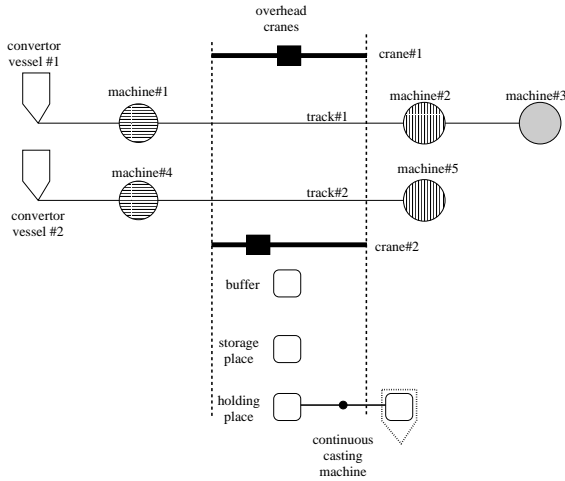 overhead
cranes
convertor
vessel #1
crane#1
machine#1
machine#2
machine#3
track#1
machine#4
machine#5
track#2
convertor
vessel #2
crane#2
buffer
storage
place
holding
place
continuous
casting
machine